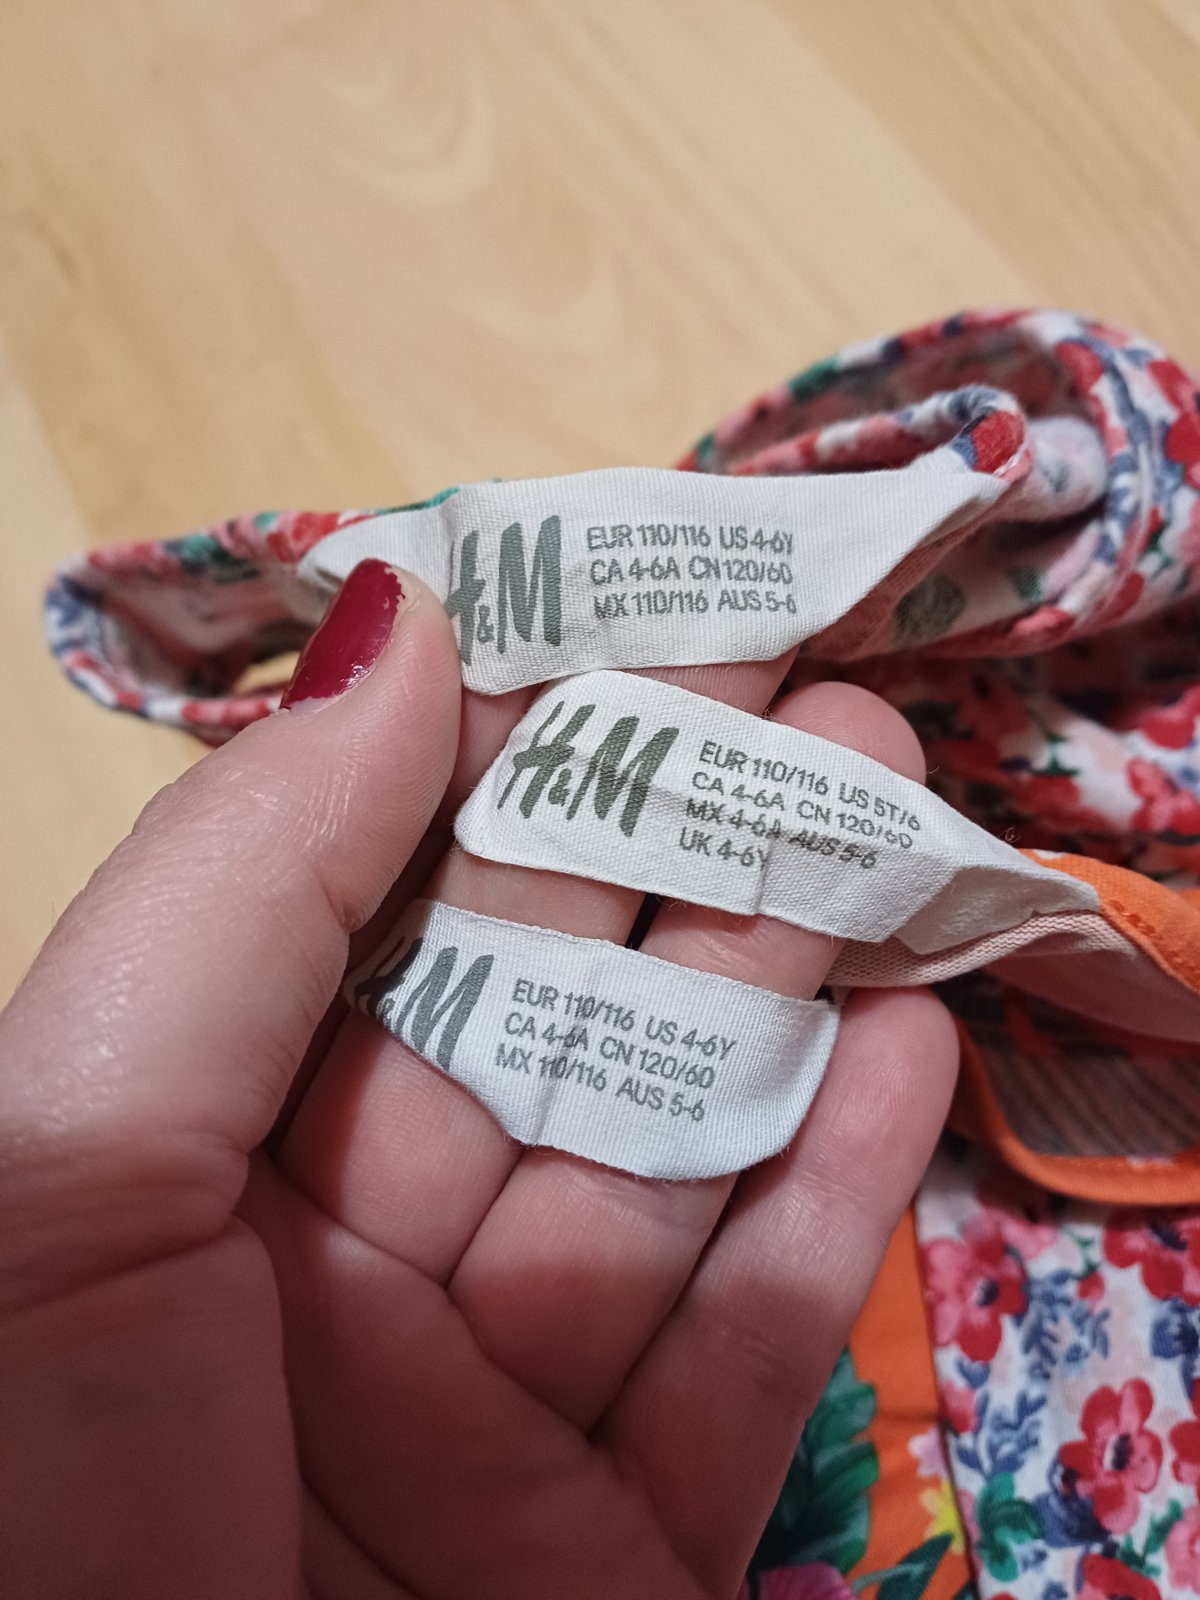 H&M
EUR 110/116 US 4-6Y
CA 4-6A CN 120/60
MX 110/116 AUS 5-6
H&M
EUR 110/116 US 5T/6
CA 4-6A CN 120/60
MX 4-6A AUS 5-6
UK 4-6Y
H&M
EUR 110/116 US 4-6Y
CA 4-6A CN 120/60
MX 110/116 AUS 5-6